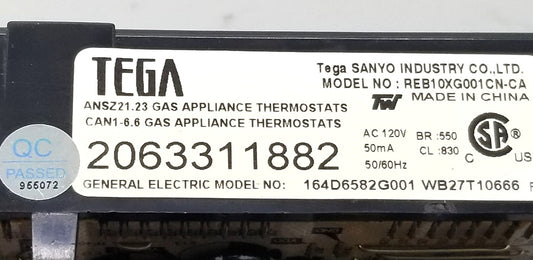 TEGA
Tega SANYO INDUSTRY CO.,LTD.
MODEL NO : REB10XG001CN-CA
MADE IN CHINA
ANSZ21.23 GAS APPLIANCE THERMOSTATS
CAN1-6.6 GAS APPLIANCE THERMOSTATS
2063311882
AC 120V
50mA
50/60Hz
BR :550
CL :830
C SA US
QC
PASSED
955072
GENERAL ELECTRIC MODEL NO: 164D6582G001 WB27T10666